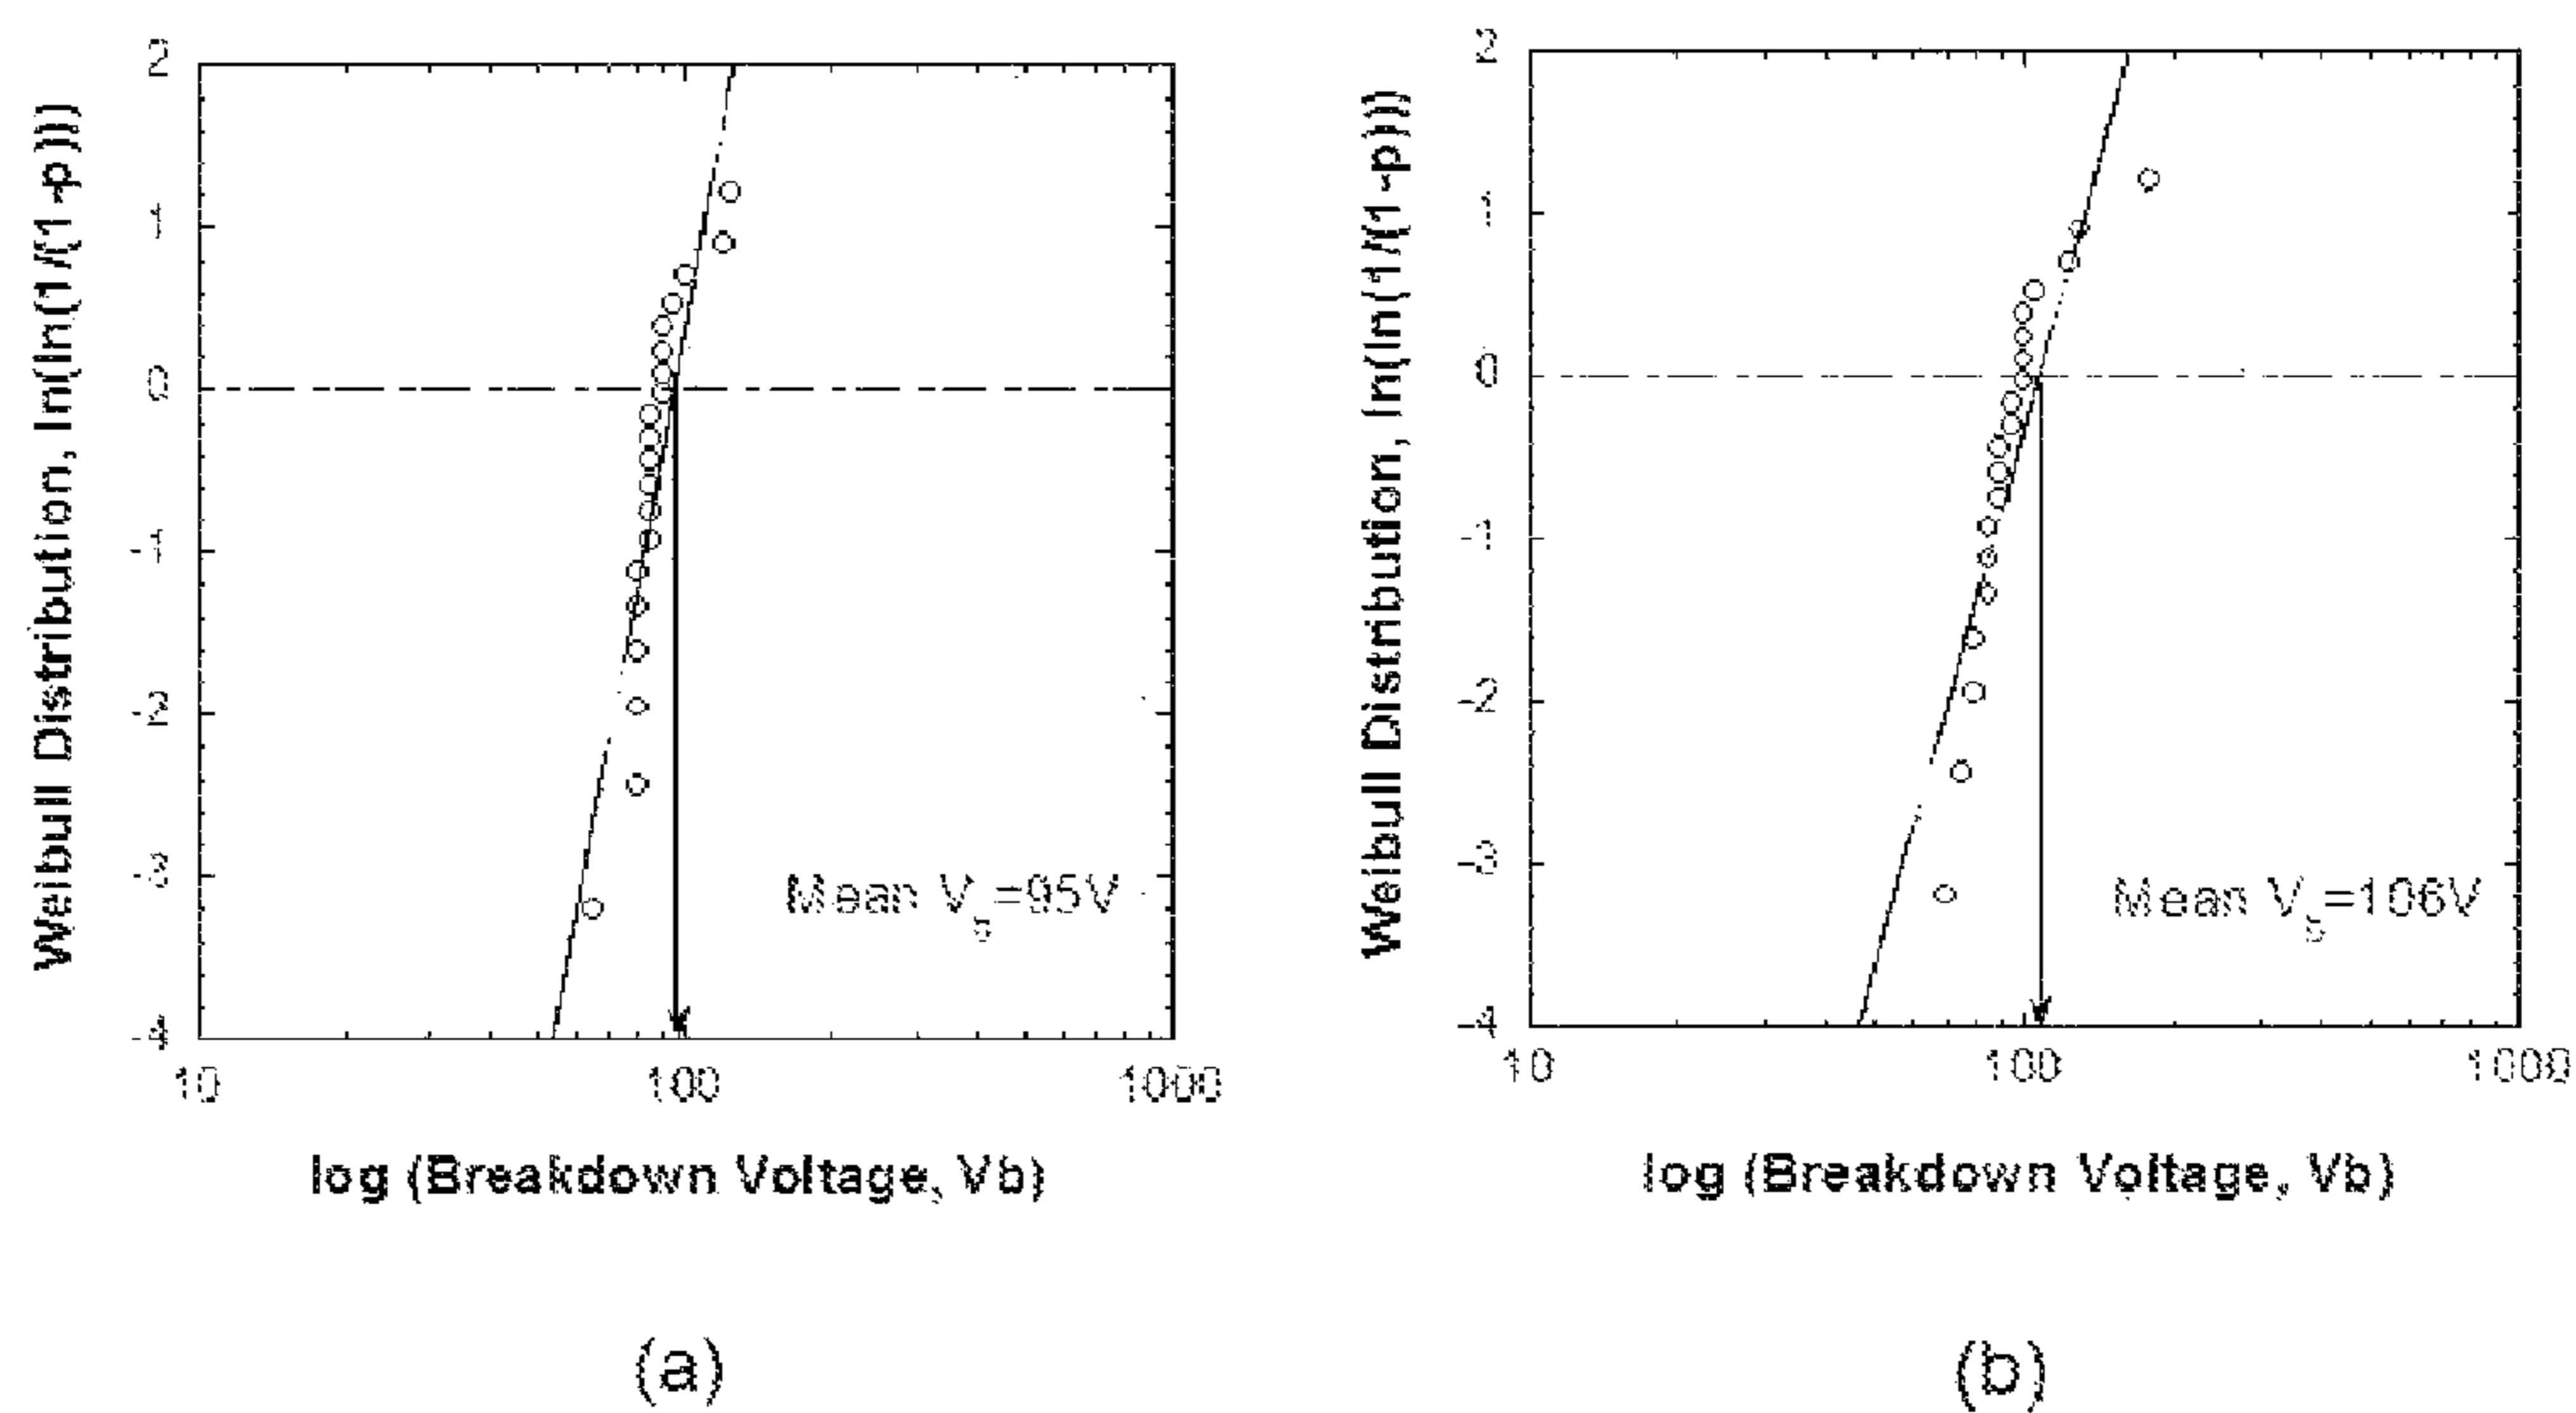 Weibull Distribution, ln(ln(1/(1-p)))
2
1
0
-1
-2
-3
-4
10
100
1000
Mean Vb=95V
log (Breakdown Voltage, Vb)
(a)
Weibull Distribution, ln(ln(1/(1-p)))
2
1
0
-1
-2
-3
-4
10
100
1000
Mean Vb=106V
log (Breakdown Voltage, Vb)
(b)